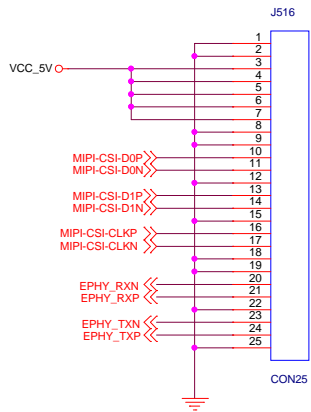 J516
1
2
VCC_5V 3
4
5
6
7
8
9
MIPI-CSI-D0P 10
MIPI-CSI-D0N 11
12
MIPI-CSI-D1P 13
MIPI-CSI-D1N 14
15
MIPI-CSI-CLKP 16
MIPI-CSI-CLKN 17
18
19
EPHY_RXN 20
EPHY_RXP 21
22
EPHY_TXN 23
EPHY_TXP 24
25
CON25